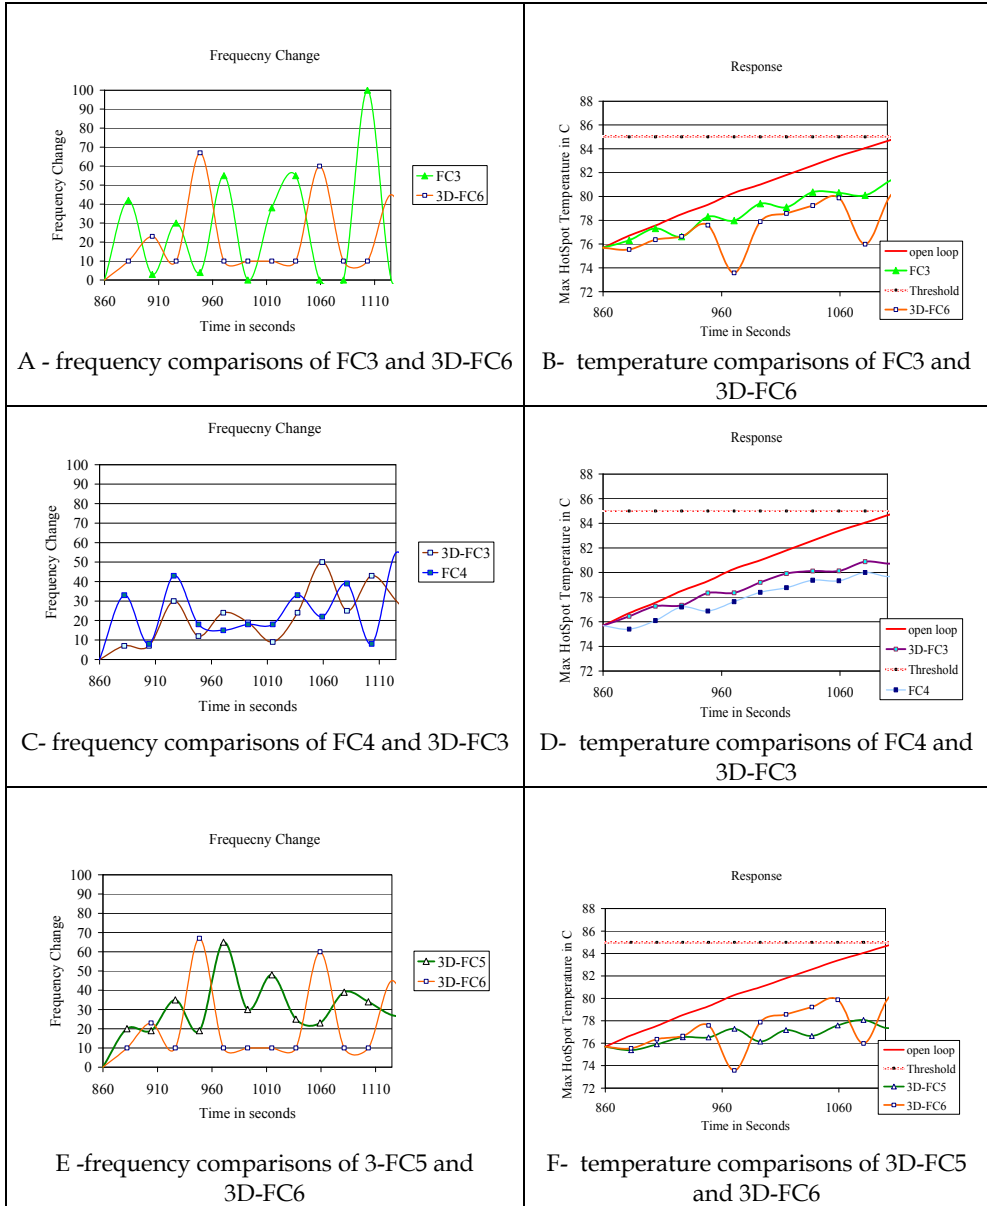 Frequecny Change
100
90
80
70
60
50
40
30
20
10
0
Frequency Change
860 910 960 1010 1060 1110
Time in seconds
FC3
3D-FC6
A - frequency comparisons of FC3 and 3D-FC6
Response
88
86
84
82
80
78
76
74
72
Max HotSpot Temperature in C
860 960 1060
Time in Seconds
open loop
FC3
Threshold
3D-FC6
B- temperature comparisons of FC3 and
3D-FC6
Frequecny Change
100
90
80
70
60
50
40
30
20
10
0
Frequency Change
860 910 960 1010 1060 1110
Time in seconds
3D-FC3
FC4
C- frequency comparisons of FC4 and 3D-FC3
Response
88
86
84
82
80
78
76
74
72
Max HotSpot Temperature in C
860 960 1060
Time in Seconds
open loop
3D-FC3
Threshold
FC4
D- temperature comparisons of FC4 and
3D-FC3
Frequecny Change
100
90
80
70
60
50
40
30
20
10
0
Frequency Change
860 910 960 1010 1060 1110
Time in seconds
3D-FC5
3D-FC6
E -frequency comparisons of 3-FC5 and
3D-FC6
Response
88
86
84
82
80
78
76
74
72
Max HotSpot Temperature in C
860 960 1060
Time in Seconds
open loop
Threshold
3D-FC5
3D-FC6
F- temperature comparisons of 3D-FC5
and 3D-FC6